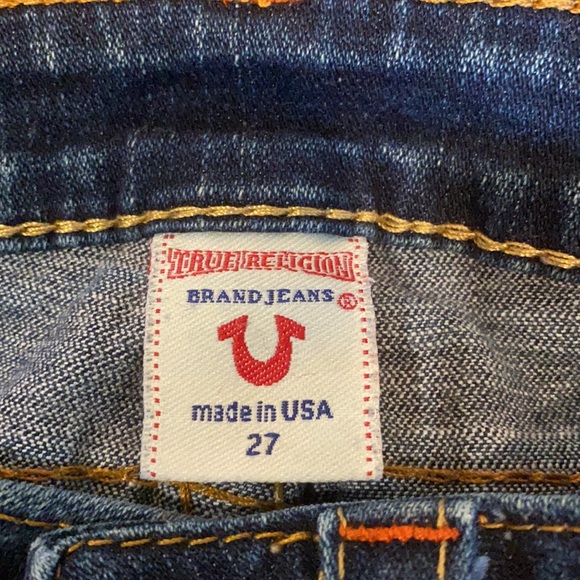 TRUE RELIGION
BRAND JEANS ®
made in USA
27